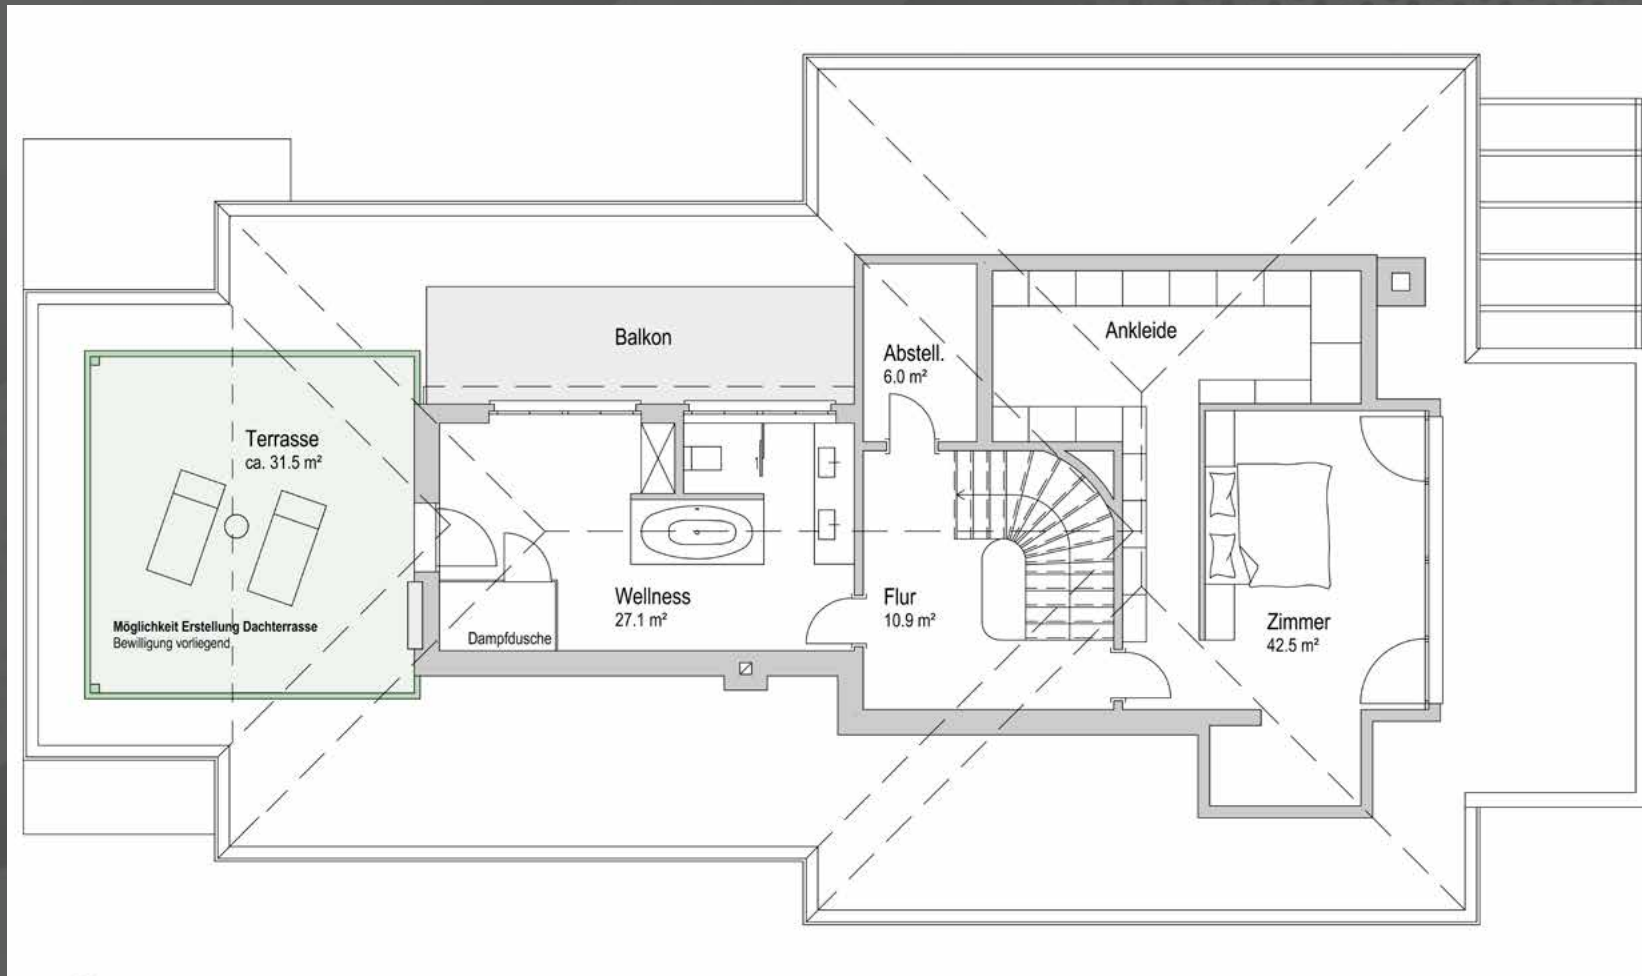 Balkon
Abstell.
6.0 m²
Ankleide
Terrasse
ca. 31.5 m²
Möglichkeit Erstellung Dachterrasse
Bewilligung vorliegend
Dampfdusche
Wellness
27.1 m²
Flur
10.9 m²
Zimmer
42.5 m²